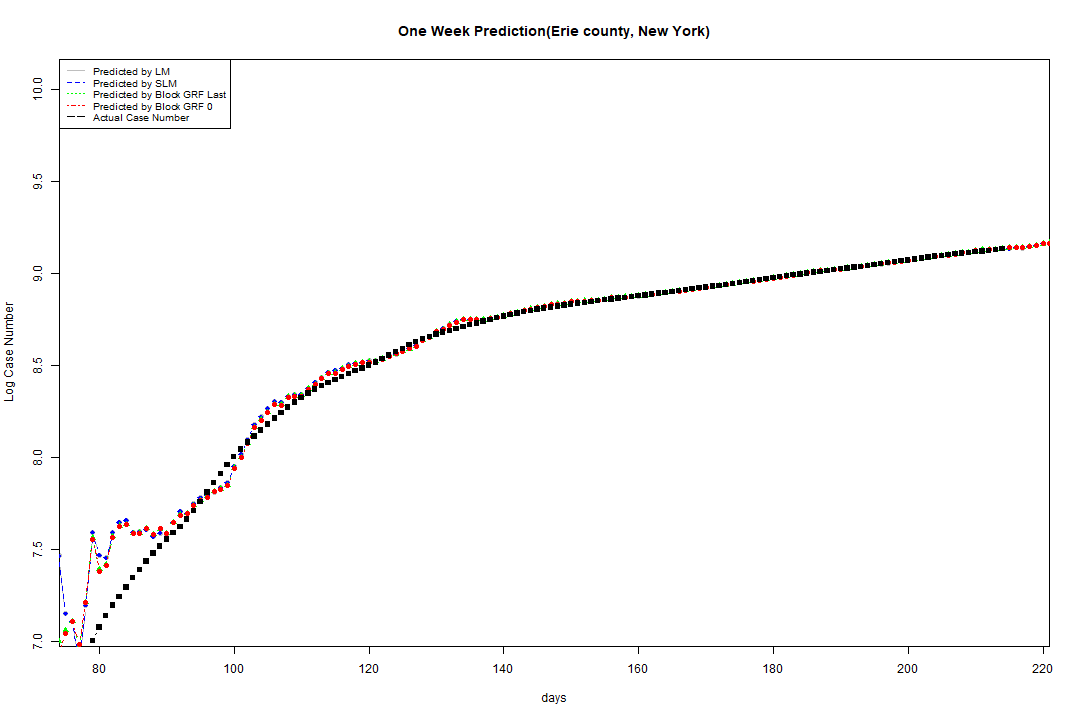 One Week Prediction(Erie county, New York)
Predicted by LM
Predicted by SLM
Predicted by Block GRF Last
Predicted by Block GRF 0
Actual Case Number
10.0
9.5
9.0
8.5
8.0
7.5
7.0
Log Case Number
80 100 120 140 160 180 200 220
days